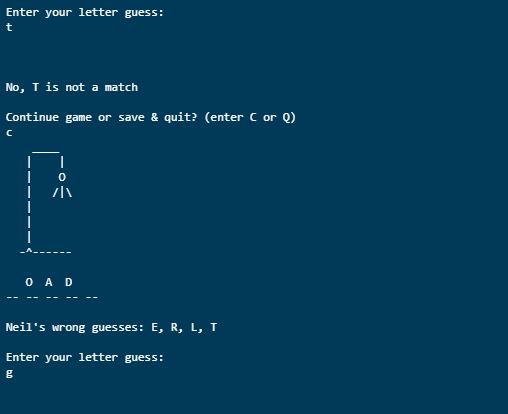 Enter your letter guess:
t
No, T is not a match
Continue game or save & quit? (enter C or Q)
c
   ____
  |    |
  |    O
  |   /|\
  |
  |
  |
 -^------
   O  A  D
-- -- -- -- --
Neil's wrong guesses: E, R, L, T
Enter your letter guess:
g